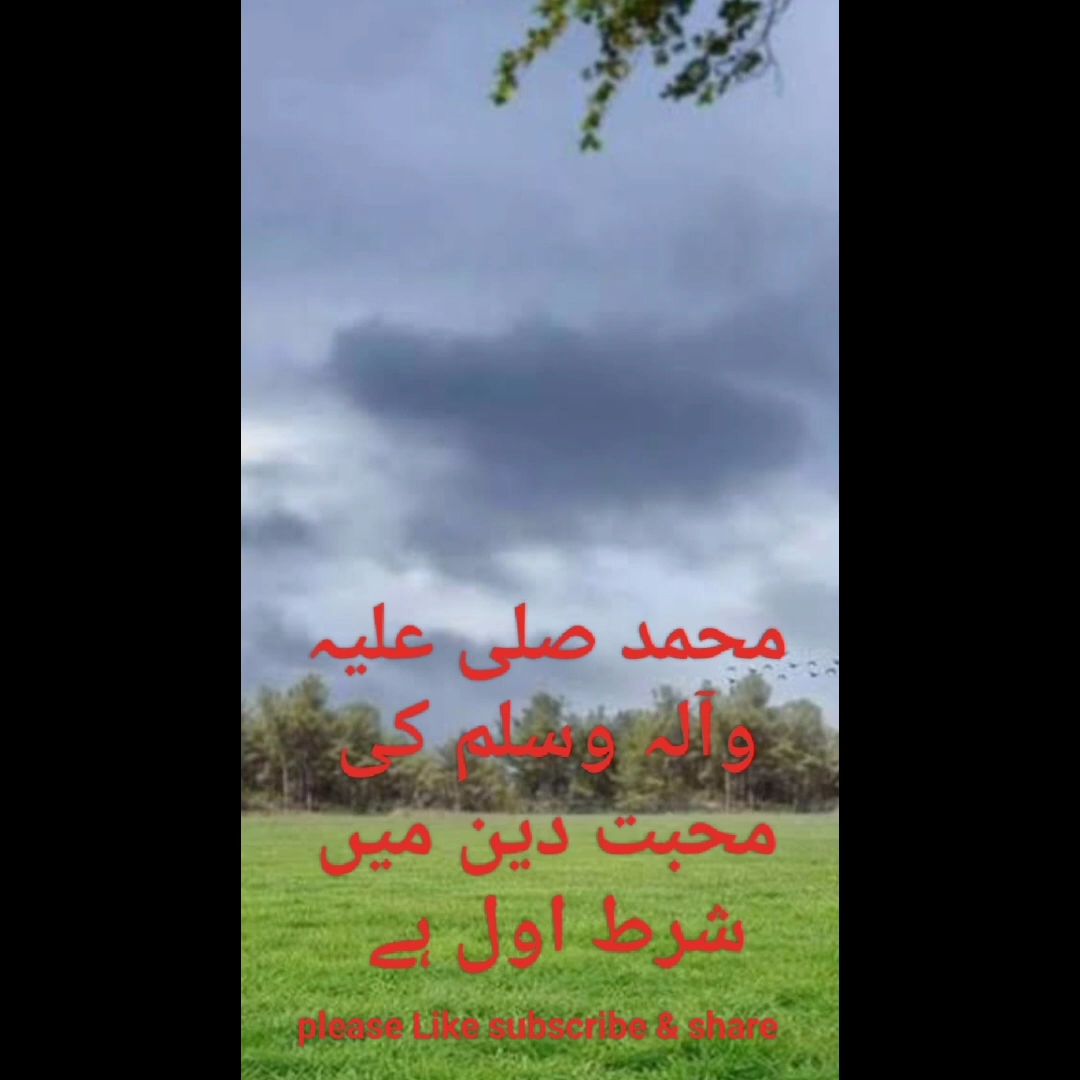 محمد صلی علیہ
وآلہ وسلم کی
محبت دین میں
شرط اول ہے
please Like subscribe & share